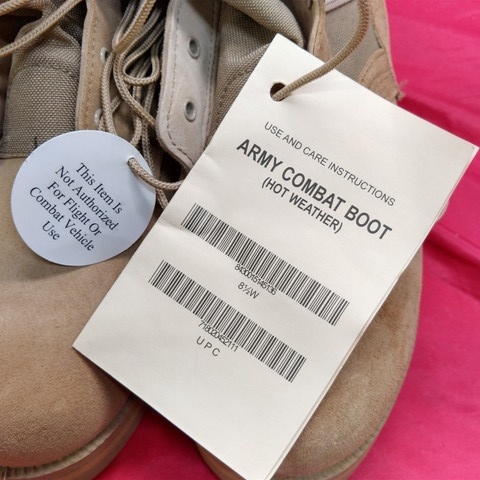 This Item Is
Not Authorized
For Flight Or
Combat Vehicle
Use
USE AND CARE INSTRUCTIONS
ARMY COMBAT BOOT
(HOT WEATHER)
8½W
UPC